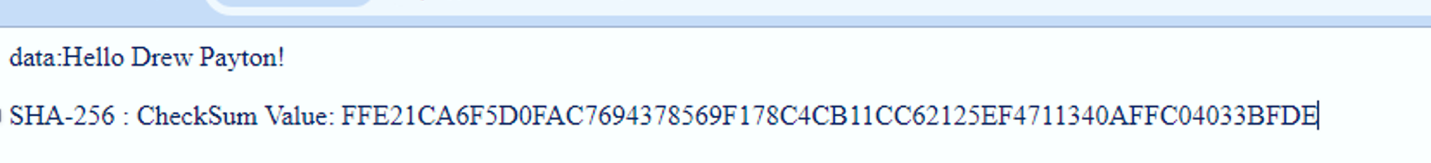 data:Hello Drew Payton!
SHA-256 : CheckSum Value: FFE21CA6F5D0FAC7694378569F178C4CB11CC62125EF4711340AFFC04033BFDE